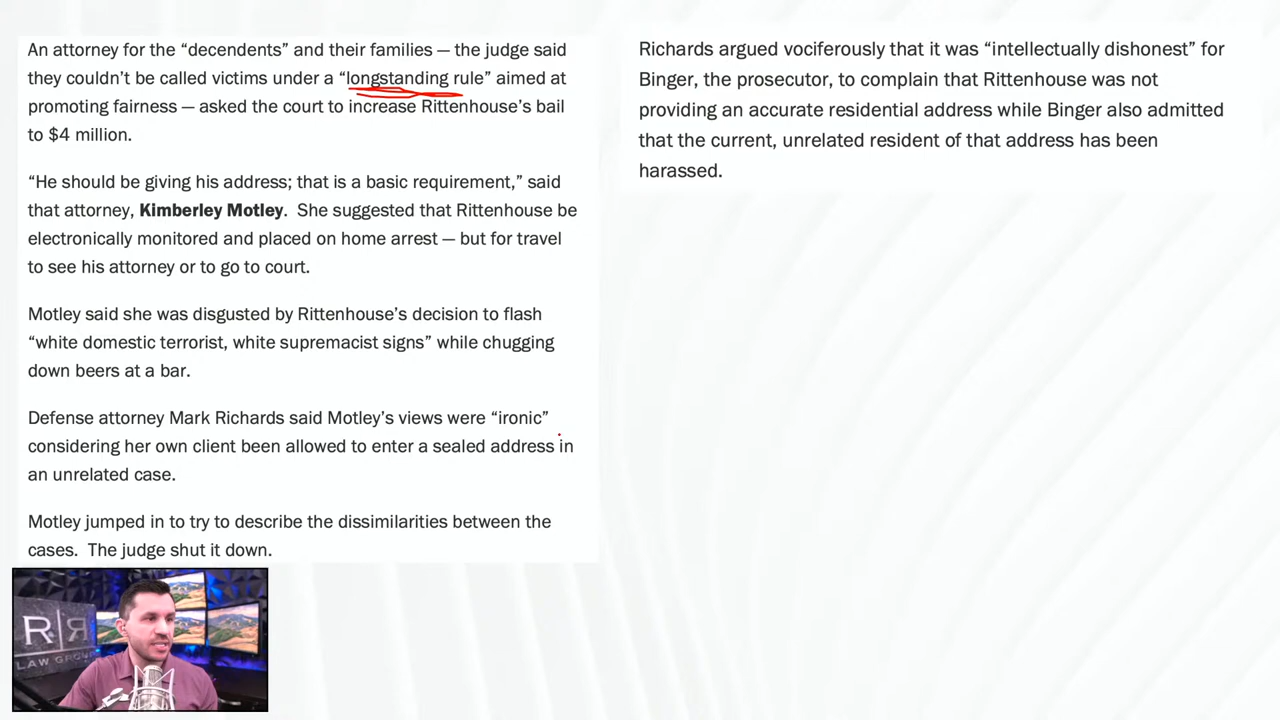 An attorney for the “decendents” and their families — the judge said
they couldn’t be called victims under a “longstanding rule” aimed at
promoting fairness — asked the court to increase Rittenhouse’s bail
to $4 million.
“He should be giving his address; that is a basic requirement,” said
that attorney, Kimberley Motley.  She suggested that Rittenhouse be
electronically monitored and placed on home arrest — but for travel
to see his attorney or to go to court.
Motley said she was disgusted by Rittenhouse’s decision to flash
“white domestic terrorist, white supremacist signs” while chugging
down beers at a bar.
Defense attorney Mark Richards said Motley’s views were “ironic”
considering her own client been allowed to enter a sealed address in
an unrelated case.
Motley jumped in to try to describe the dissimilarities between the
cases.  The judge shut it down.
Richards argued vociferously that it was “intellectually dishonest” for
Binger, the prosecutor, to complain that Rittenhouse was not
providing an accurate residential address while Binger also admitted
that the current, unrelated resident of that address has been
harassed.
R|R
LAW GROUP